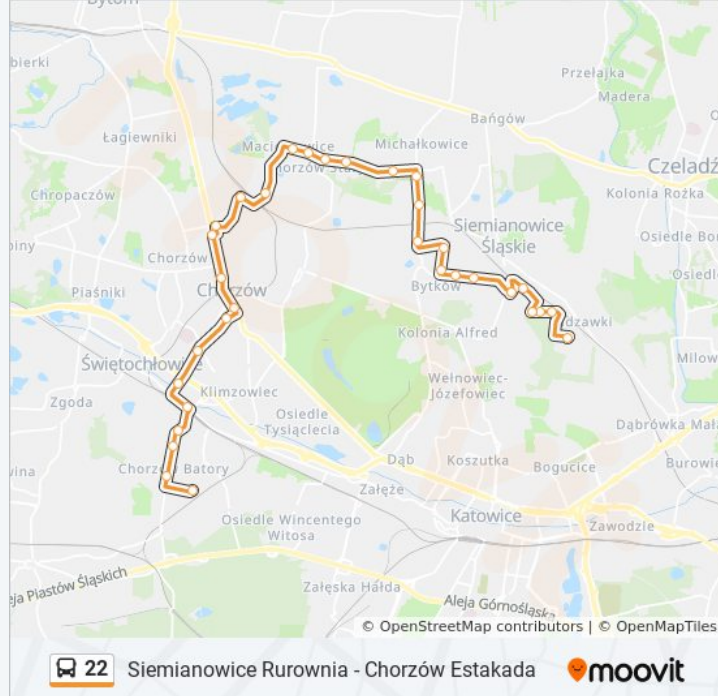 Bytom
bierki
Przełajka
Madera
Bańgów
Łagiewniki
Michałkowice
Czeladź
Chropaczów
Kolonia Rożka
Siemianowice
Śląskie
Osiedle
piny
Chorzów
Piaśniki
Chorzów
Bytków
Osiedle
Kolonia Alfred
Milow
Świętochłowice
Klimzowiec
Wełnowiec-
Józefowiec
Zgoda
Osiedle
Tysiąclecia
Dąbrówka Mała
Dąb
Koszutka
Bogucice
Burowie
Chorzów Batory
Załęże
Katowice
Zawodzie
Osiedle Wincentego
Witosa
eja Piastów Śląskich
Załęska Hałda
Aleja Górnośląska
© OpenStreetMap contributors | © OpenMapTiles
22 Siemianowice Rurownia - Chorzów Estakada moovit